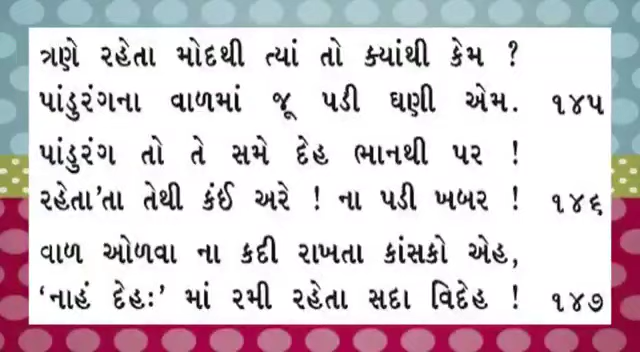 ત્રણે રહેતા મોદથી ત્યાં તો ક્યાંથી કેમ ?
પાંડુરંગના વાળમાં જૂ પડી ઘણી એમ. ૧૪૫
પાંડુરંગ તો તે સમે દેહ ભાનથી પર !
રહેતા’તા તેથી કંઈ અરે ! ના પડી ખબર ! ૧૪૬
વાળ ઓળવા ના કદી રાખતા કાંસકો એહ,
‘નાહં દેહઃ’ માં રમી રહેતા સદા વિદેહ ! ૧૪૭